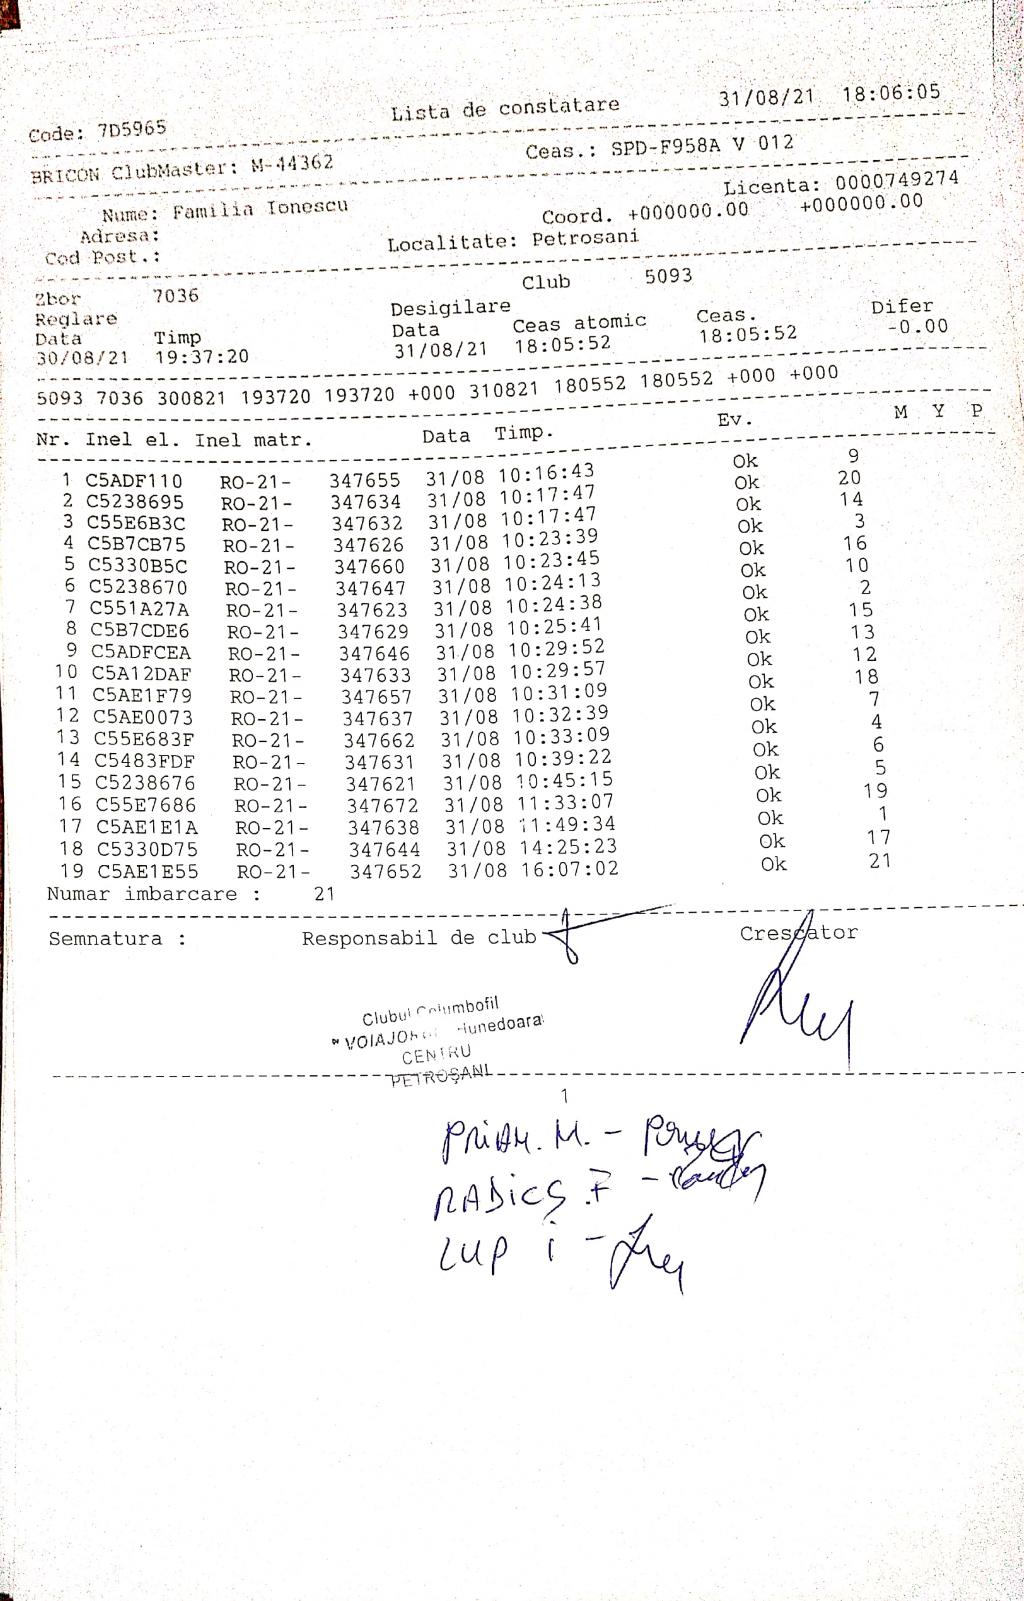 Code: 7D5965 Lista de constatare 31/08/21 18:06:05
BRICON ClubMaster: M-44362 Ceas.: SPD-F958A V 012
Nume: Familia Ionescu Licenta: 0000749274
Adresa: Coord. +000000.00 +000000.00
Cod Post.: Localitate: Petrosani
Zbor 7036 Club 5093
Reglare Desigilare
Data Timp Data Ceas atomic Ceas. Difer
30/08/21 19:37:20 31/08/21 18:05:52 18:05:52 -0.00
5093 7036 300821 193720 193720 +000 310821 180552 180552 +000 +000
Nr. Inel el. Inel matr. Data Timp. Ev. M Y P
1 C5ADF110 RO-21- 347655 31/08 10:16:43 Ok 9
2 C5238695 RO-21- 347634 31/08 10:17:47 Ok 20
3 C55E6B3C RO-21- 347632 31/08 10:17:47 Ok 14
4 C5B7CB75 RO-21- 347626 31/08 10:23:39 Ok 3
5 C5330B5C RO-21- 347660 31/08 10:23:45 Ok 16
6 C5238670 RO-21- 347647 31/08 10:24:13 Ok 10
7 C551A27A RO-21- 347623 31/08 10:24:38 Ok 2
8 C5B7CDE6 RO-21- 347629 31/08 10:25:41 Ok 15
9 C5ADFCEA RO-21- 347646 31/08 10:29:52 Ok 13
10 C5A12DAF RO-21- 347633 31/08 10:29:57 Ok 12
11 C5AE1F79 RO-21- 347657 31/08 10:31:09 Ok 18
12 C5AE0073 RO-21- 347637 31/08 10:32:39 Ok 7
13 C55E683F RO-21- 347662 31/08 10:33:09 Ok 4
14 C5483FDF RO-21- 347631 31/08 10:39:22 Ok 6
15 C5238676 RO-21- 347621 31/08 10:45:15 Ok 5
16 C55E7686 RO-21- 347672 31/08 11:33:07 Ok 19
17 C5AE1E1A RO-21- 347638 31/08 11:49:34 Ok 1
18 C5330D75 RO-21- 347644 31/08 14:25:23 Ok 17
19 C5AE1E55 RO-21- 347652 31/08 16:07:02 Ok 21
Numar imbarcare : 21
Semnatura : Responsabil de club Crescator
Clubul Columbofil
CENTRU
PETROȘANI
1
PRIAM. M. -
RADICS. F -
LUP i -